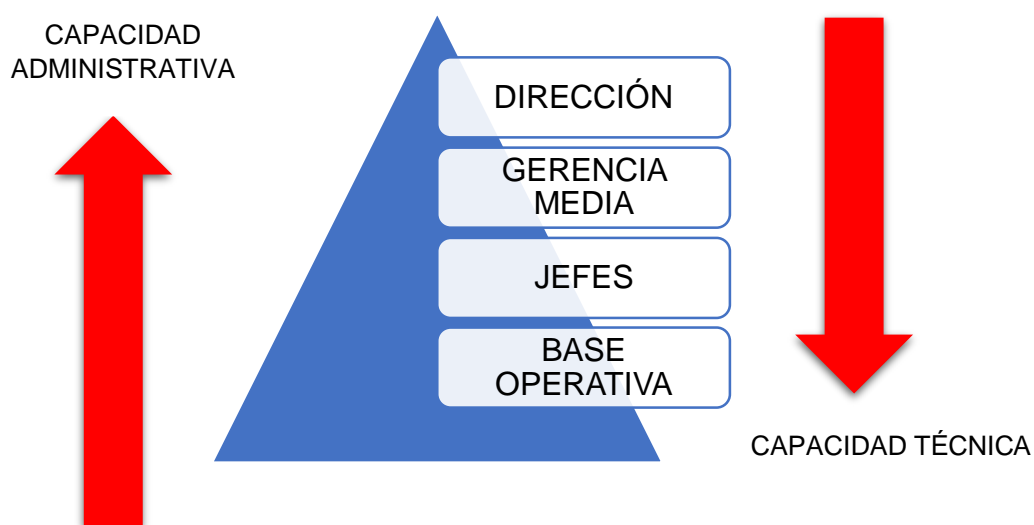 CAPACIDAD
ADMINISTRATIVA
DIRECCIÓN
GERENCIA
MEDIA
JEFES
BASE
OPERATIVA
CAPACIDAD TÉCNICA